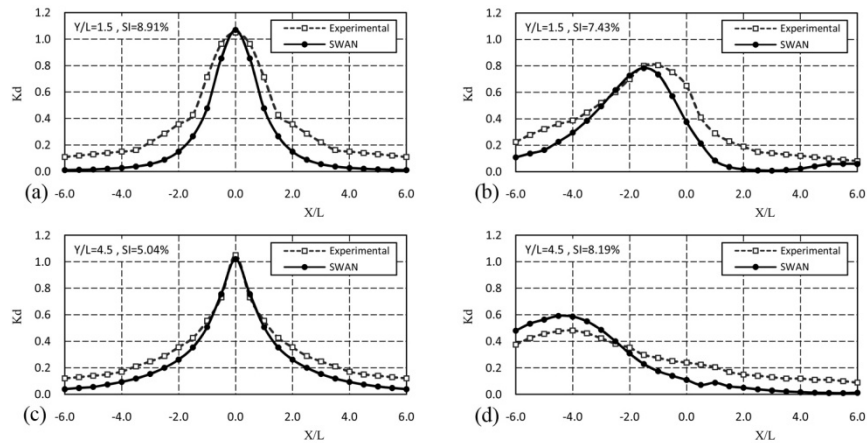 Y/L=1.5 , SI=8.91%
Experimental
SWAN
Kd
1.2
1.0
0.8
0.6
0.4
0.2
0.0
-6.0 -4.0 -2.0 0.0 2.0 4.0 6.0
X/L
(a)
Y/L=1.5 , SI=7.43%
Experimental
SWAN
Kd
1.2
1.0
0.8
0.6
0.4
0.2
0.0
-6.0 -4.0 -2.0 0.0 2.0 4.0 6.0
X/L
(b)
Y/L=4.5 , SI=5.04%
Experimental
SWAN
Kd
1.2
1.0
0.8
0.6
0.4
0.2
0.0
-6.0 -4.0 -2.0 0.0 2.0 4.0 6.0
X/L
(c)
Y/L=4.5 , SI=8.19%
Experimental
SWAN
Kd
1.2
1.0
0.8
0.6
0.4
0.2
0.0
-6.0 -4.0 -2.0 0.0 2.0 4.0 6.0
X/L
(d)